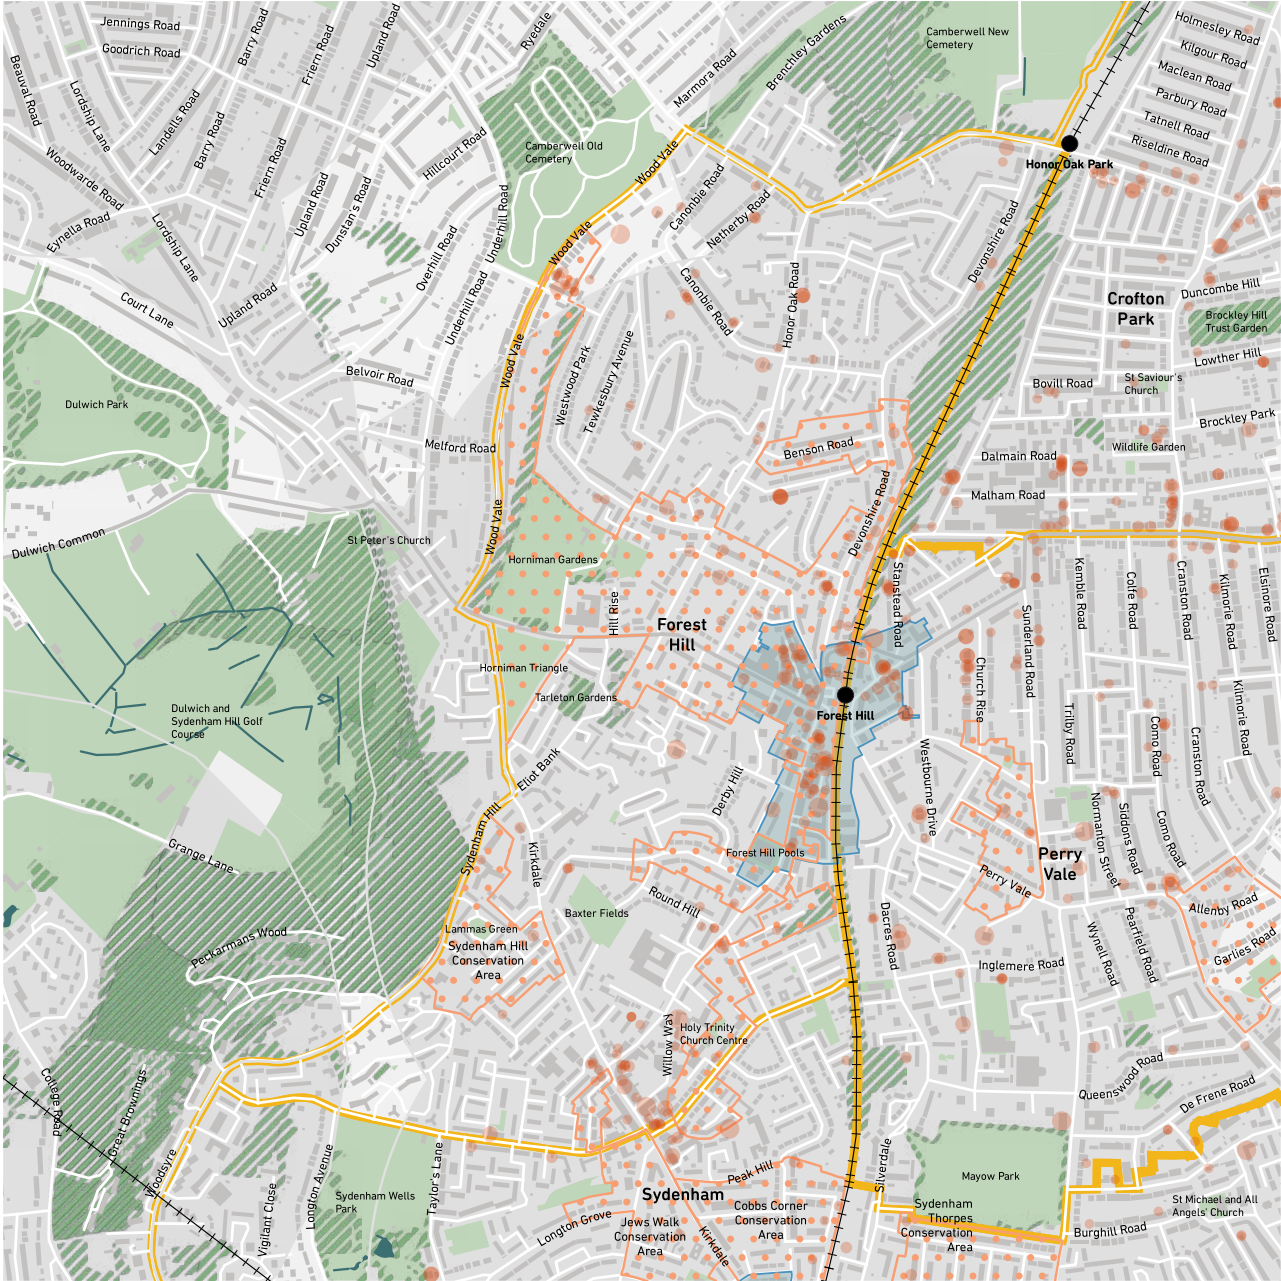 Jennings Road
Goodrich Road
Barry Road
Friern Road
Upland Road
Ryedale
Marmora Road
Brenchley Gardens
Camberwell New
Cemetery
Holmesley Road
Kilgour Road
Maclean Road
Parbury Road
Tatnell Road
Riseldine Road
Beauval Road
Lordship Lane
Landells Road
Barry Road
Friern Road
Hillcourt Road
Camberwell Old
Cemetery
Wood Vale
Honor Oak Park
Woodwarde Road
Eynella Road
Lordship Lane
Upland Road
Dunstan's Road
Overhill Road
Underhill Road
Wood Vale
Canonbie Road
Netherby Road
Devonshire Road
Court Lane
Upland Road
Underhill Road
Canonbie Road
Honor Oak Road
Crofton
Park
Duncombe Hill
Brockley Hill
Trust Garden
Lowther Hill
Wood Vale
Westwood Park
Tewkesbury Avenue
Belvoir Road
Bovill Road
St Saviour's
Church
Dulwich Park
Brockley Park
Melford Road
Benson Road
Dalmain Road
Wildlife Garden
Malham Road
Wood Vale
Devonshire Road
Dulwich Common
St Peter's Church
Horniman Gardens
Stanstead Road
Kemble Road
Colfe Road
Cranston Road
Kilmorie Road
Elsinore Road
Hill Rise
Forest
Hill
Sunderland Road
Horniman Triangle
Tarleton Gardens
Church Rise
Trilby Road
Como Road
Cranston Road
Kilmorie Road
Dulwich and
Sydenham Hill Golf
Course
Forest Hill
Eliot Bank
Derby Hill
Westbourne Drive
Sydenham Hill
Kirkdale
Grange Lane
Forest Hill Pools
Perry
Vale
Perry Vale
Normanton Street
Siddons Road
Como Road
Round Hill
Baxter Fields
Allenby Road
Garlies Road
Lammas Green
Sydenham Hill
Conservation
Area
Peckarmans Wood
Dacres Road
Inglemere Road
Wynell Road
Pearfield Road
Willow Way
Holy Trinity
Church Centre
Queenswood Road
De Frene Road
College Road
Great Brownings
Woodsyre
Vigilant Close
Longton Avenue
Sydenham Wells
Park
Taylor's Lane
Longton Grove
Sydenham
Peak Hill
Jews Walk
Conservation
Area
Kirkdale
Cobbs Corner
Conservation
Area
Silverdale
Mayow Park
Sydenham
Thorpes
Conservation
Area
Burghill Road
St Michael and All
Angels' Church